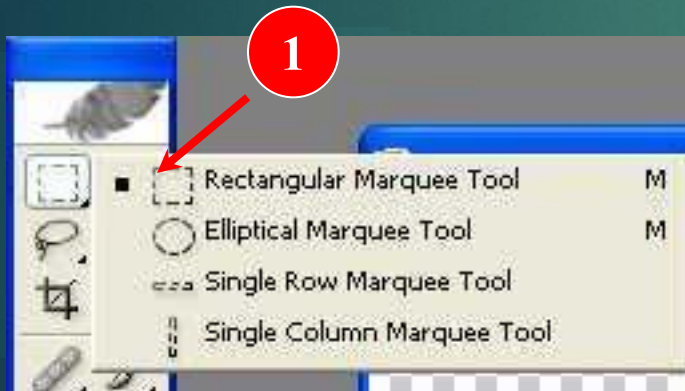 1
Rectangular Marquee Tool M
Elliptical Marquee Tool M
Single Row Marquee Tool
Single Column Marquee Tool